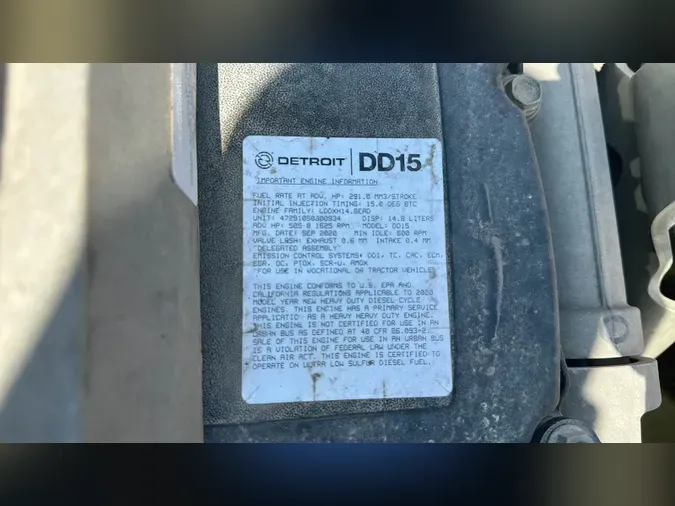 DETROIT DD15
IMPORTANT ENGINE INFORMATION
FUEL RATE AT ADV. HP: 291.0 MM3/STROKE
INITIAL INJECTION TIMING: 15.0 DEG BTC
ENGINE FAMILY: LDDXH14.8EAD
UNIT: 472910S0380934 DISP: 14.8 LITERS
ADV HP: 505 @ 1625 RPM MODEL: DD15
MFG. DATE: SEP 2020 MIN IDLE: 600 RPM
VALVE LASH: EXHAUST 0.6 MM INTAKE 0.4 MM
"DELEGATED ASSEMBLY"
EMISSION CONTROL SYSTEMS: DDI, TC, CAC, ECM,
EGR, OC, PTOX, SCR-U, AMOX
"FOR USE IN VOCATIONAL OR TRACTOR VEHICLE"
THIS ENGINE CONFORMS TO U.S. EPA AND
CALIFORNIA REGULATIONS APPLICABLE TO 2020
MODEL YEAR NEW HEAVY DUTY DIESEL CYCLE
ENGINES. THIS ENGINE HAS A PRIMARY SERVICE
APPLICATIO AS A HEAVY HEAVY DUTY ENGINE.
THIS ENGINE IS NOT CERTIFIED FOR USE IN AN
URBAN BUS AS DEFINED AT 40 CFR 86.093-2.
SALE OF THIS ENGINE FOR USE IN AN URBAN BUS
IS A VIOLATION OF FEDERAL LAW UNDER THE
CLEAN AIR ACT. THIS ENGINE IS CERTIFIED TO
OPERATE ON ULTRA LOW SULFUR DIESEL FUEL.